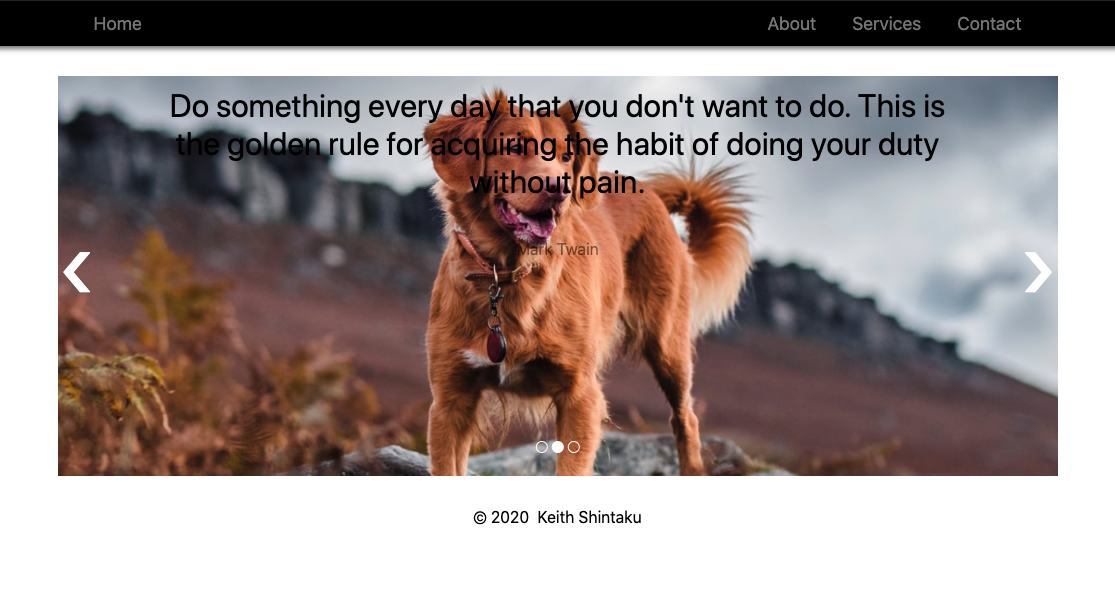 Home About Services Contact
Do something every day that you don't want to do. This is
the golden rule for acquiring the habit of doing your duty
without pain.
Mark Twain
© 2020 Keith Shintaku